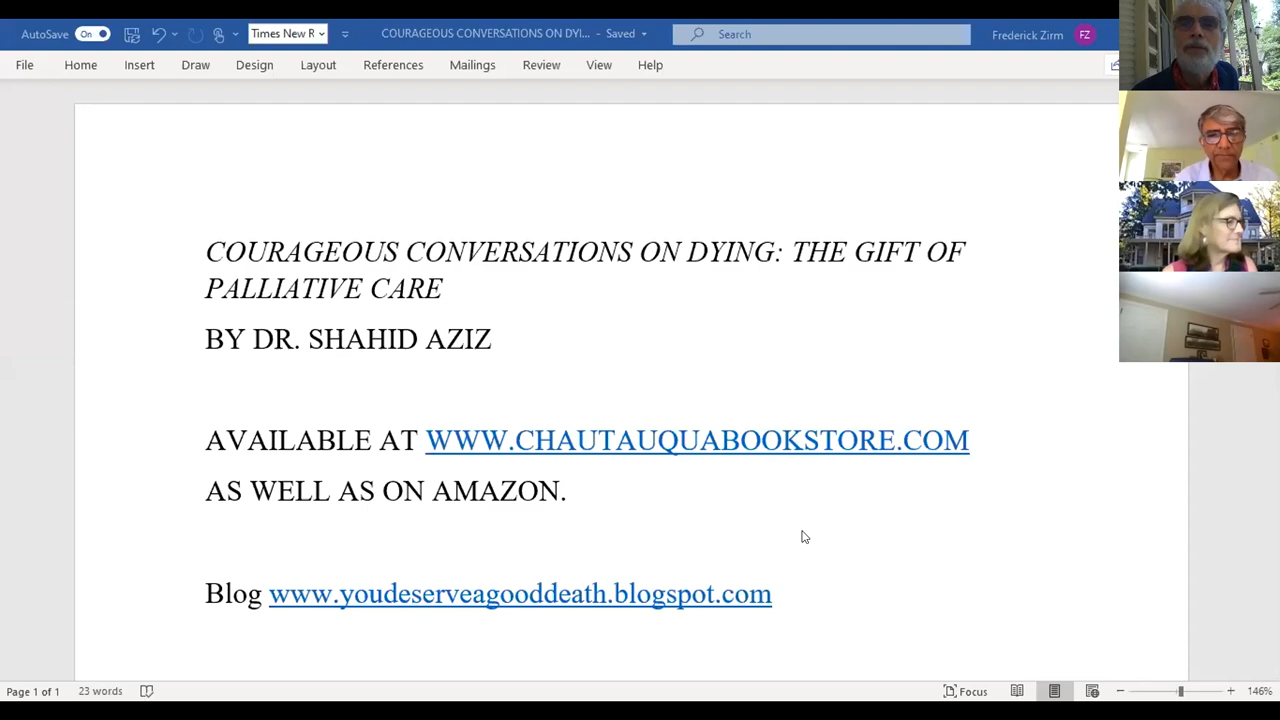 AutoSave On Times New R COURAGEOUS CONVERSATIONS ON DYI... - Saved Search Frederick Zirm FZ
File Home Insert Draw Design Layout References Mailings Review View Help
COURAGEOUS CONVERSATIONS ON DYING: THE GIFT OF
PALLIATIVE CARE
BY DR. SHAHID AZIZ
AVAILABLE AT WWW.CHAUTAUQUABOOKSTORE.COM
AS WELL AS ON AMAZON.
Blog www.youdeserveagooddeath.blogspot.com
Page 1 of 1 23 words Focus 146%